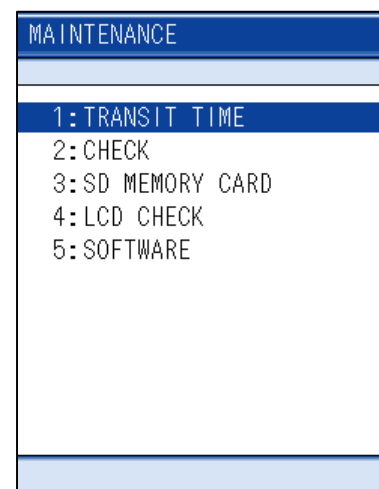 MAINTENANCE
1:TRANSIT TIME
2:CHECK
3:SD MEMORY CARD
4:LCD CHECK
5:SOFTWARE